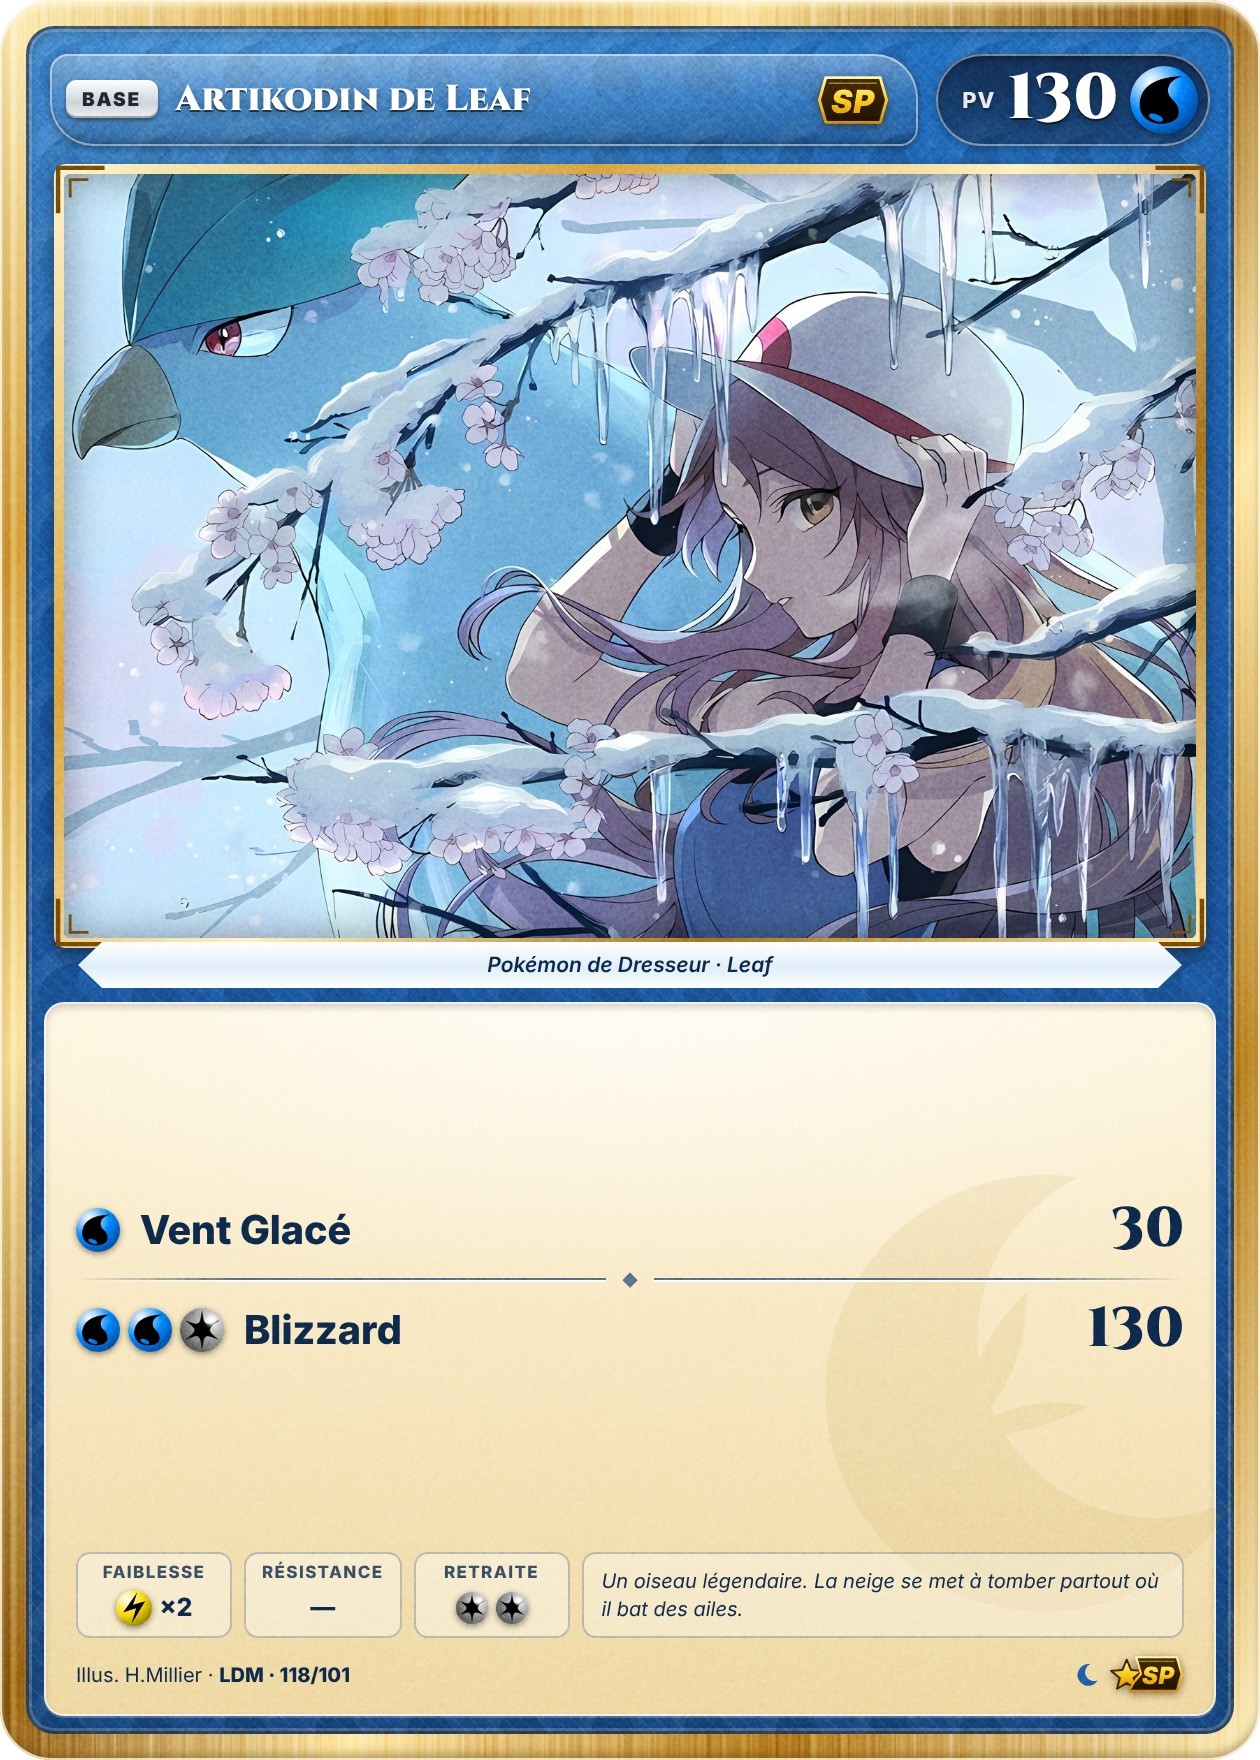 BASE
Artikodin de Leaf
SP
PV 130
Pokémon de Dresseur · Leaf
Vent Glacé 30
Blizzard 130
FAIBLESSE
×2
RÉSISTANCE
—
RETRAITE
Un oiseau légendaire. La neige se met à tomber partout où
il bat des ailes.
Illus. H.Millier · LDM · 118/101
SP